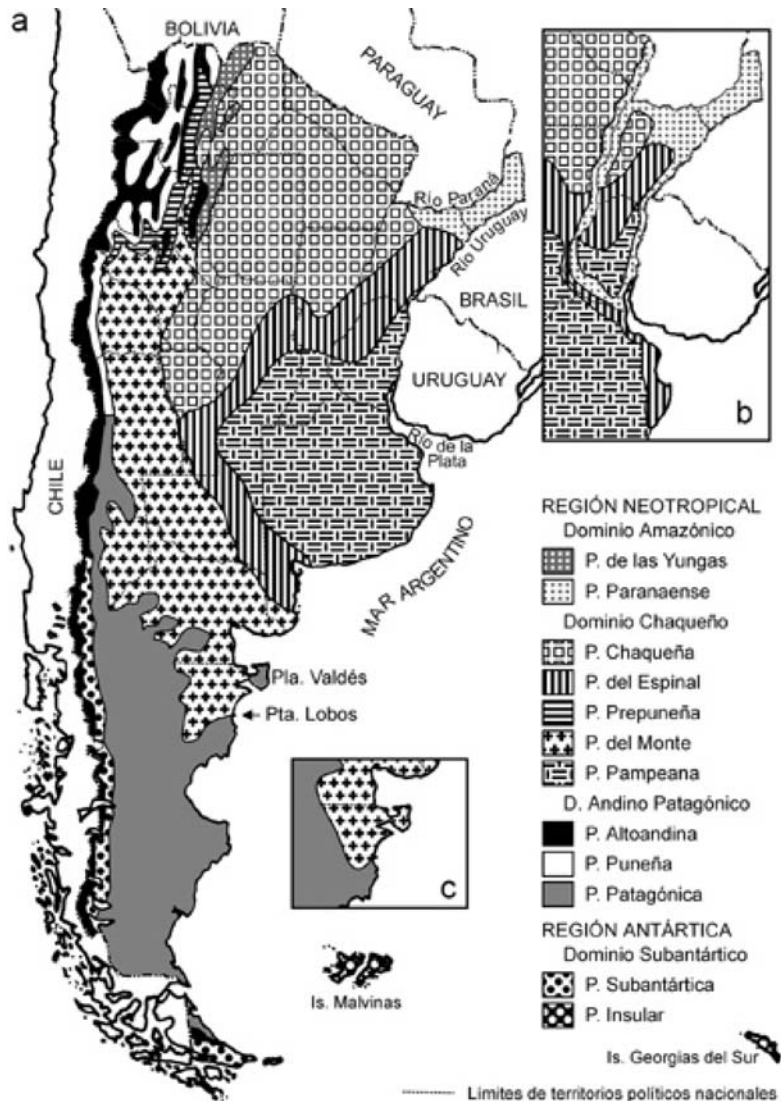 a
BOLIVIA
PARAGUAY
Río Paraná
Río Uruguay
BRASIL
URUGUAY
Río de la
Plata
CHILE
MAR ARGENTINO
Pla. Valdés
Pta. Lobos
c
Is. Malvinas
b
REGIÓN NEOTROPICAL
Dominio Amazónico
P. de las Yungas
P. Paranaense
Dominio Chaqueño
P. Chaqueña
P. del Espinal
P. Prepuneña
P. del Monte
P. Pampeana
D. Andino Patagónico
P. Altoandina
P. Puneña
P. Patagónica
REGIÓN ANTÁRTICA
Dominio Subantártico
P. Subantártica
P. Insular
Is. Georgias del Sur
Limites de territorios políticos nacionales